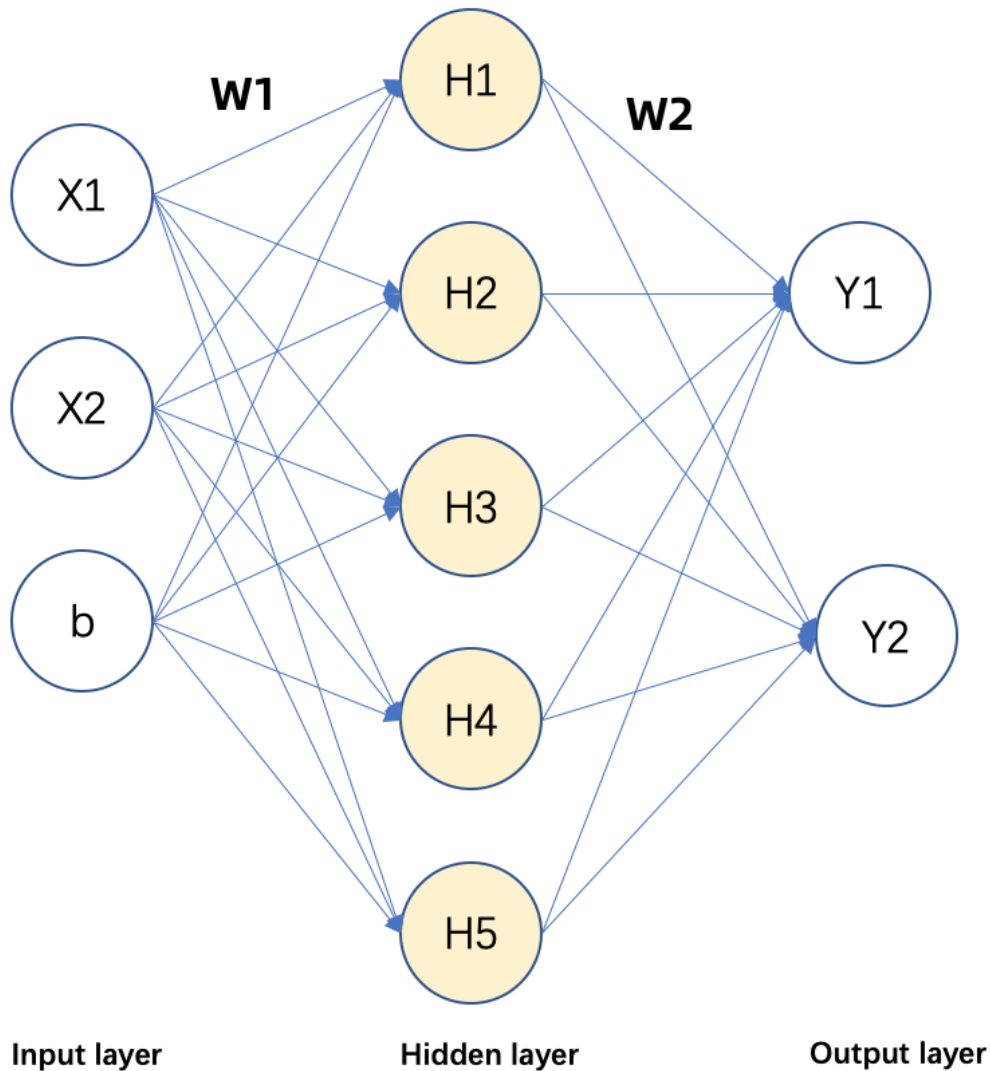 W1
W2
X1
X2
b
H1
H2
H3
H4
H5
Y1
Y2
Input layer
Hidden layer
Output layer